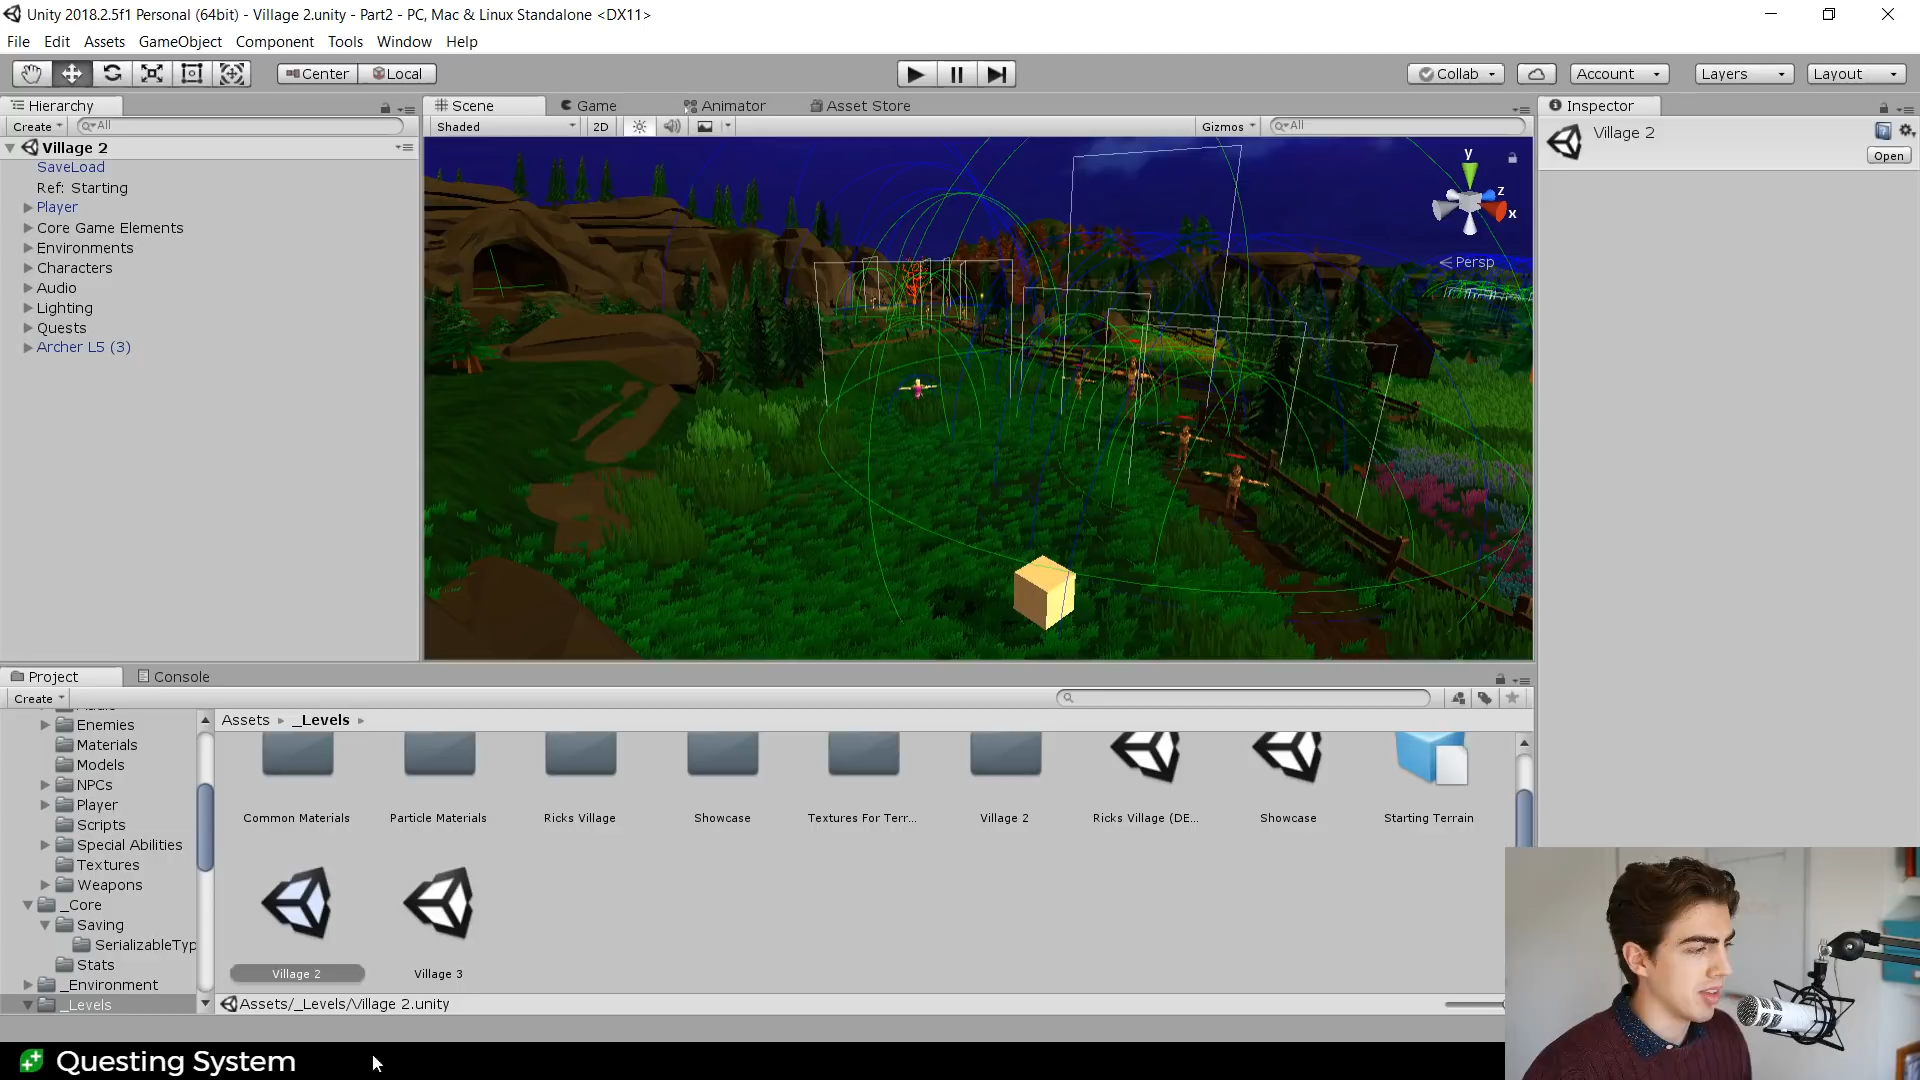 Unity 2018.2.5f1 Personal (64bit) - Village 2.unity - Part2 - PC, Mac & Linux Standalone <DX11>
File Edit Assets GameObject Component Tools Window Help
Center Local Collab Account Layers Layout
Hierarchy
Create All
Village 2
SaveLoad
Ref: Starting
Player
Core Game Elements
Environments
Characters
Audio
Lighting
Quests
Archer L5 (3)
Scene Game Animator Asset Store
Shaded 2D Gizmos All
y
z
x
Persp
Inspector
Village 2
Open
Project Console
Create
Enemies
Materials
Models
NPCs
Player
Scripts
Special Abilities
Textures
Weapons
_Core
Saving
SerializableTyp
Stats
_Environment
_Levels
Assets _Levels
Common Materials Particle Materials Ricks Village Showcase Textures For Terr... Village 2 Ricks Village (DE... Showcase Starting Terrain
Village 2 Village 3
Assets/_Levels/Village 2.unity
Questing System